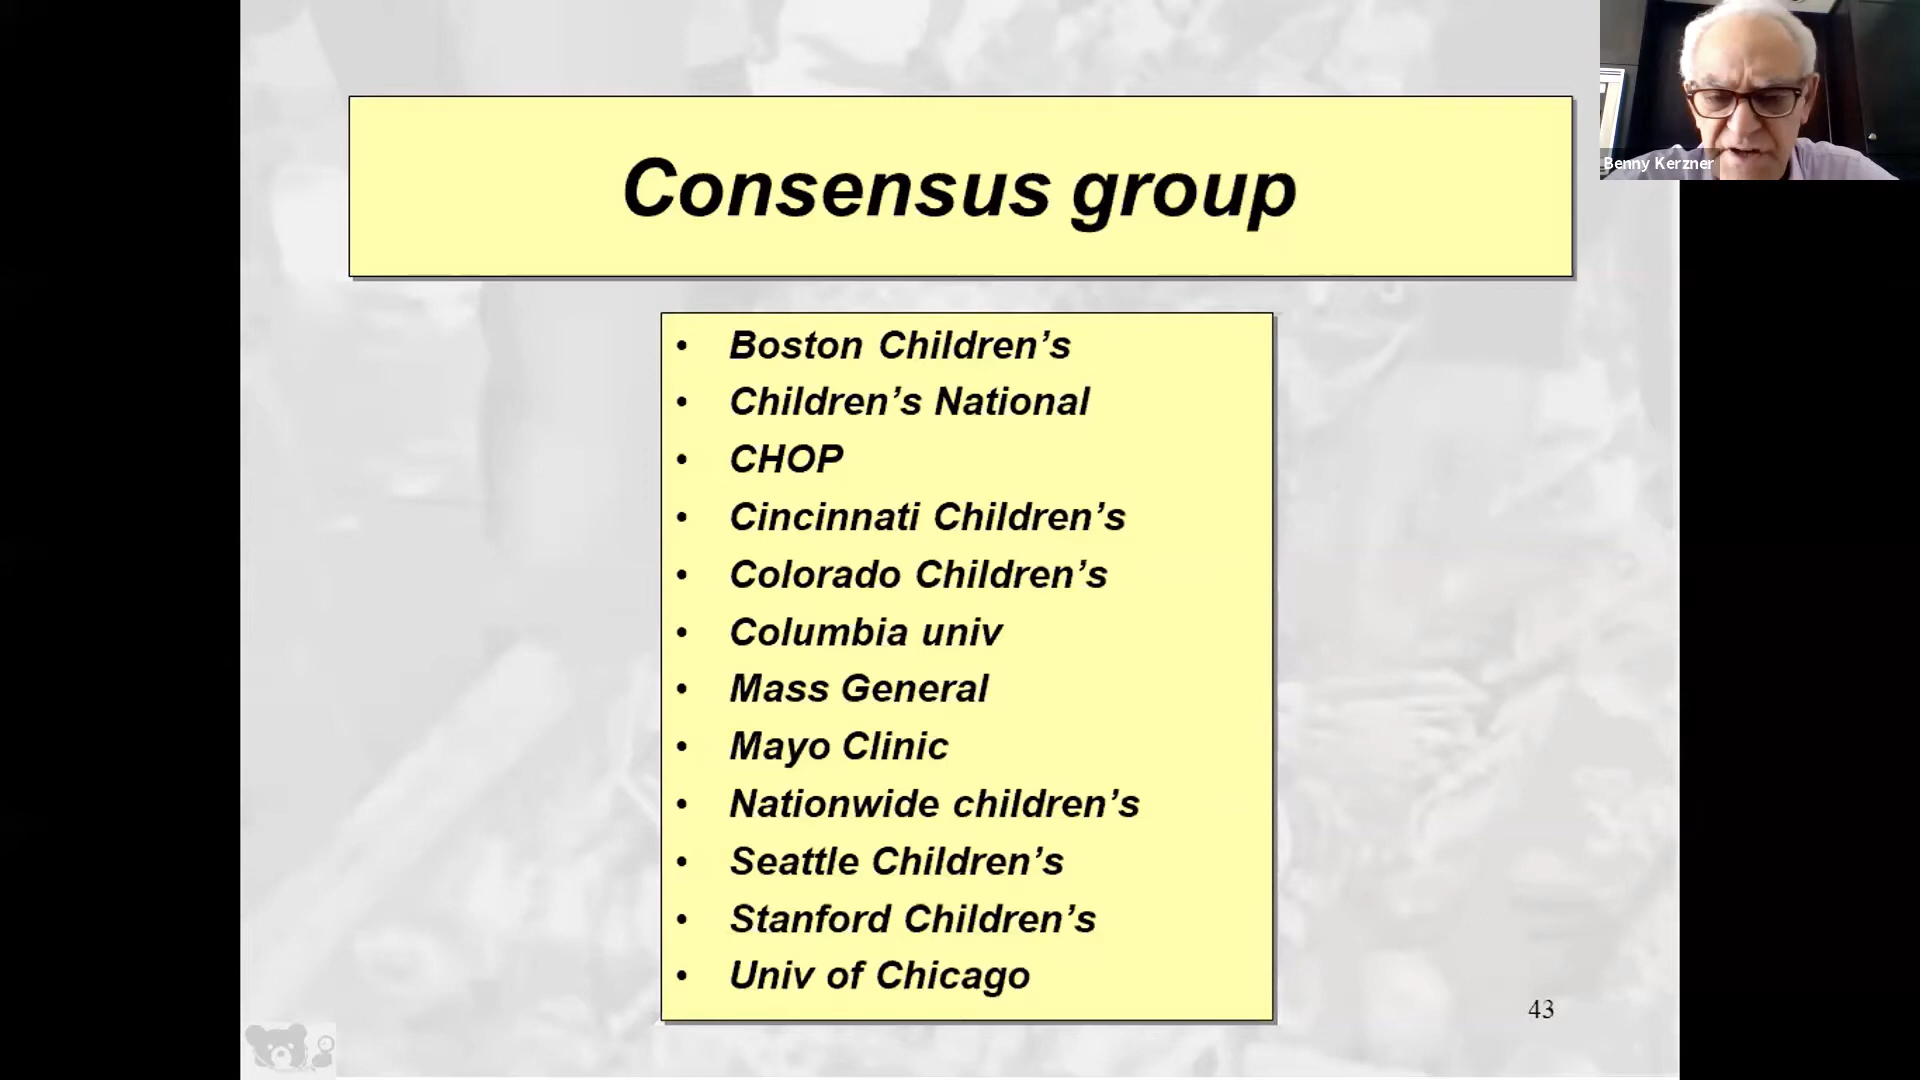 Consensus group
Benny Kerzner
• Boston Children’s
• Children’s National
• CHOP
• Cincinnati Children’s
• Colorado Children’s
• Columbia univ
• Mass General
• Mayo Clinic
• Nationwide children’s
• Seattle Children’s
• Stanford Children’s
• Univ of Chicago
43